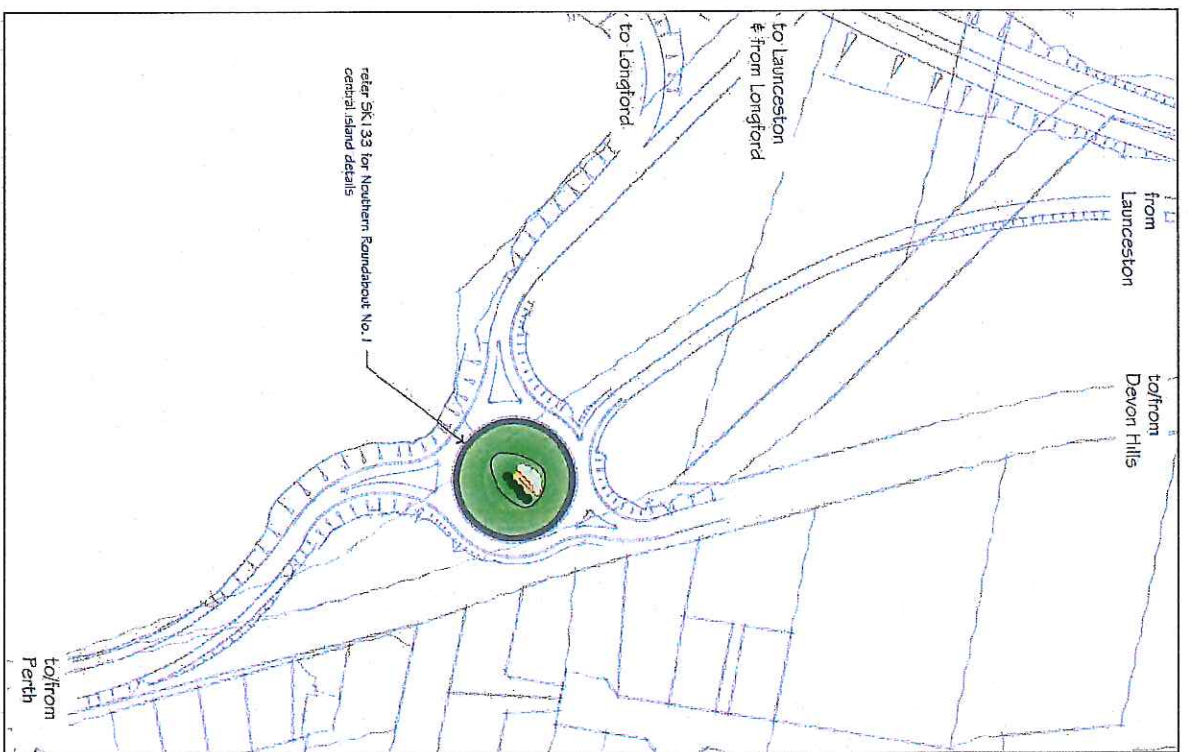 from
Launceston
to/from
Devon Hills
to Launceston
& from Longford
to Longford
refer SK133 for Nouthern Roundabout No.1
central island details
to/from
Perth